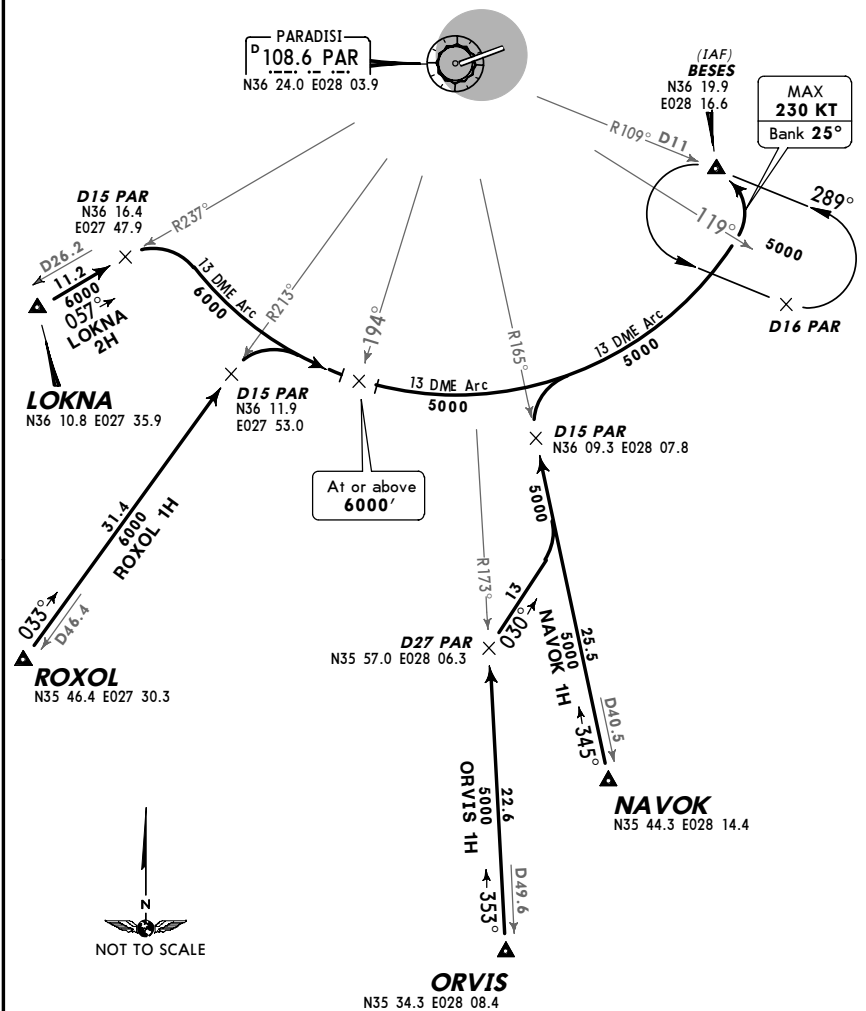 PARADISI
D 108.6 PAR
N36 24.0 E028 03.9
(IAF)
BESES
N36 19.9
E028 16.6
MAX
230 KT
Bank 25°
R109° D11
289°
119°
5000
D16 PAR
D15 PAR
N36 16.4
E027 47.9
R237°
D26.2
11.2
6000
057°
LOKNA
2H
LOKNA
N36 10.8 E027 35.9
13 DME Arc
6000
R213°
194°
R165°
13 DME Arc
5000
13 DME Arc
5000
D15 PAR
N36 11.9
E027 53.0
At or above
6000'
D15 PAR
N36 09.3 E028 07.8
31.4
6000
ROXOL 1H
033°
D46.4
ROXOL
N35 46.4 E027 30.3
R173°
5000
13
030°
D27 PAR
N35 57.0 E028 06.3
25.5
5000
NAVOK 1H
345°
D40.5
NAVOK
N35 44.3 E028 14.4
22.6
5000
ORVIS 1H
353°
D49.6
ORVIS
N35 34.3 E028 08.4
N
NOT TO SCALE